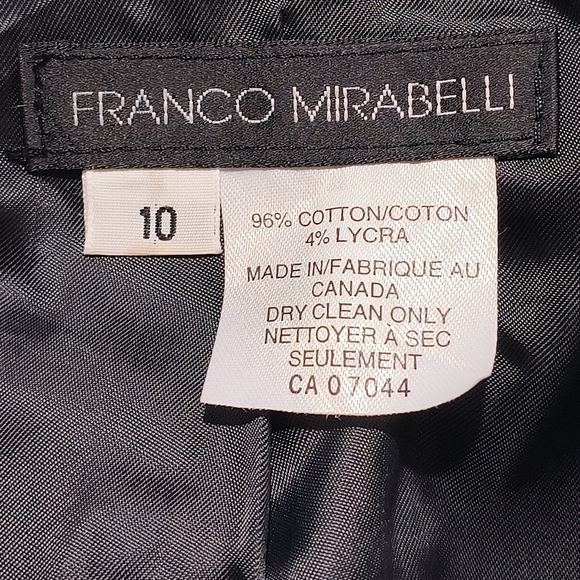 FRANCO MIRABELLI
10
96% COTTON/COTON
4% LYCRA
MADE IN/FABRIQUE AU
CANADA
DRY CLEAN ONLY
NETTOYER À SEC
SEULEMENT
CA 07044